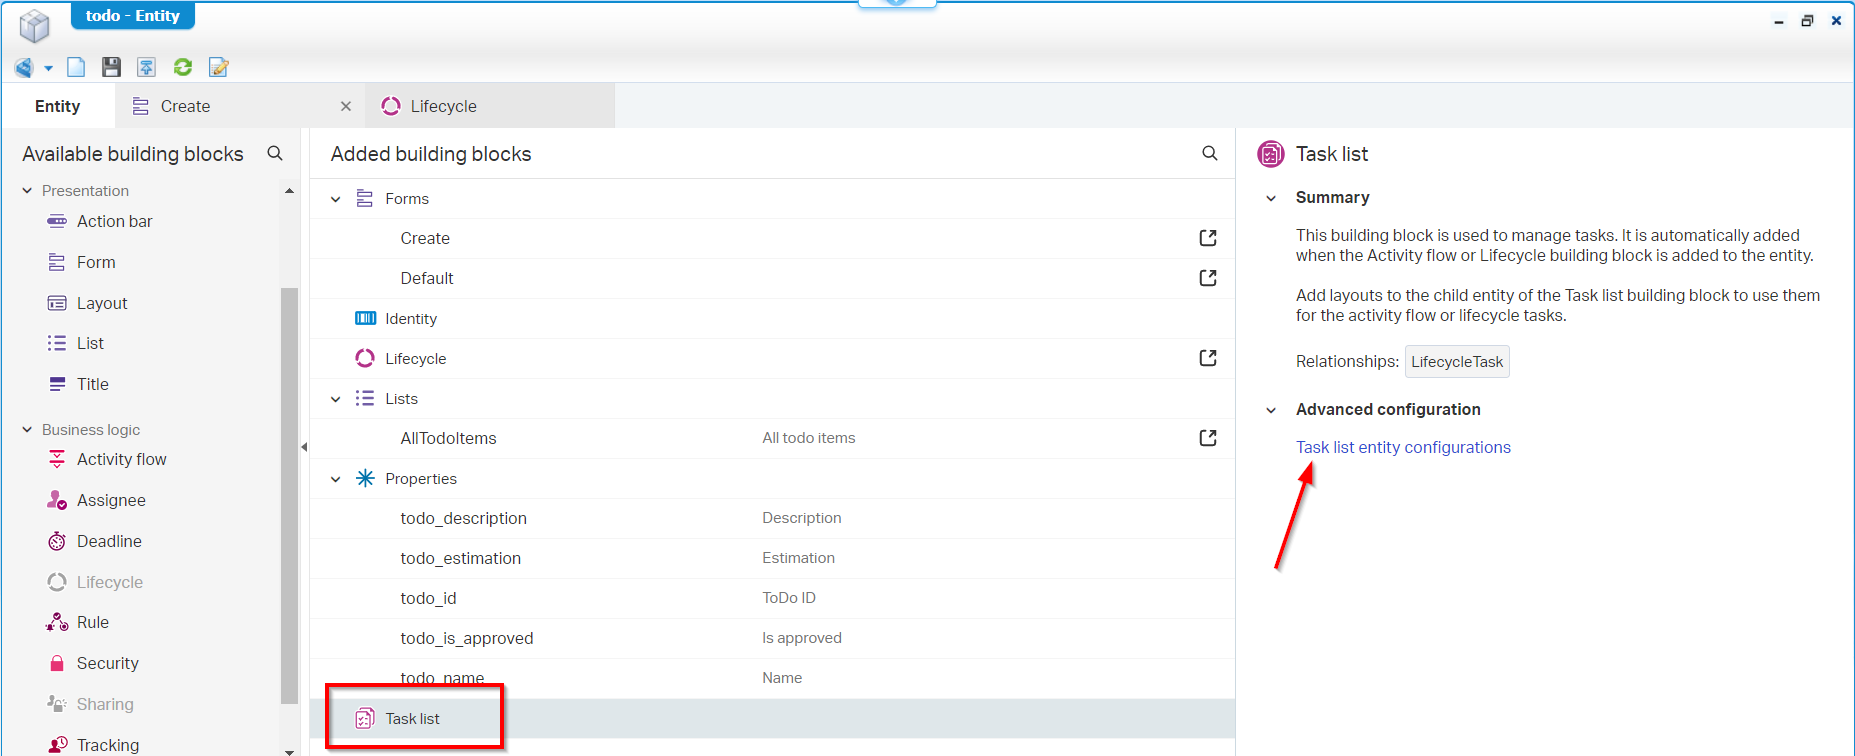 todo - Entity
Entity
Create
Lifecycle
Available building blocks
Presentation
Action bar
Form
Layout
List
Title
Business logic
Activity flow
Assignee
Deadline
Lifecycle
Rule
Security
Sharing
Tracking
Added building blocks
Forms
Create
Default
Identity
Lifecycle
Lists
AllTodoItems All todo items
Properties
todo_description Description
todo_estimation Estimation
todo_id ToDo ID
todo_is_approved Is approved
todo_name Name
Task list
Task list
Summary
This building block is used to manage tasks. It is automatically added
when the Activity flow or Lifecycle building block is added to the entity.
Add layouts to the child entity of the Task list building block to use them
for the activity flow or lifecycle tasks.
Relationships: LifecycleTask
Advanced configuration
Task list entity configurations